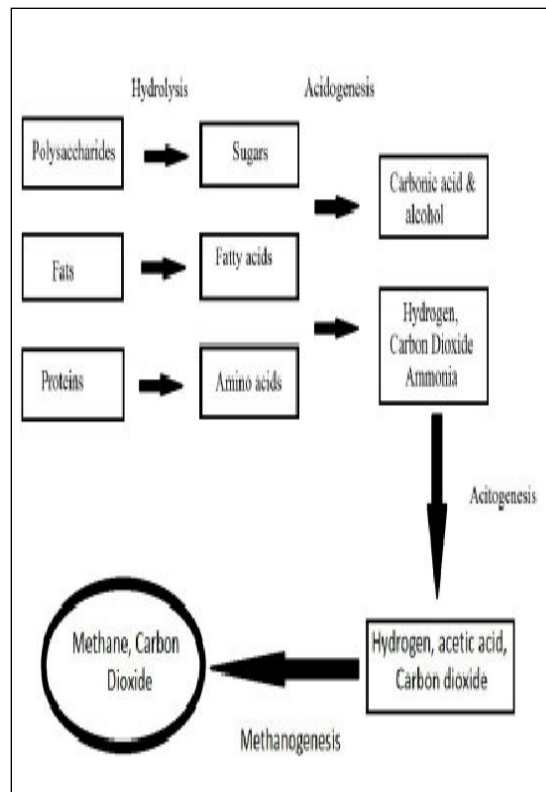 Hydrolysis
Acidogenesis
Polysaccharides
Sugars
Carbonic acid &
alcohol
Fats
Fatty acids
Hydrogen,
Carbon Dioxide
Ammonia
Proteins
Amino acids
Acitogenesis
Methane, Carbon
Dioxide
Hydrogen, acetic acid,
Carbon dioxide
Methanogenesis